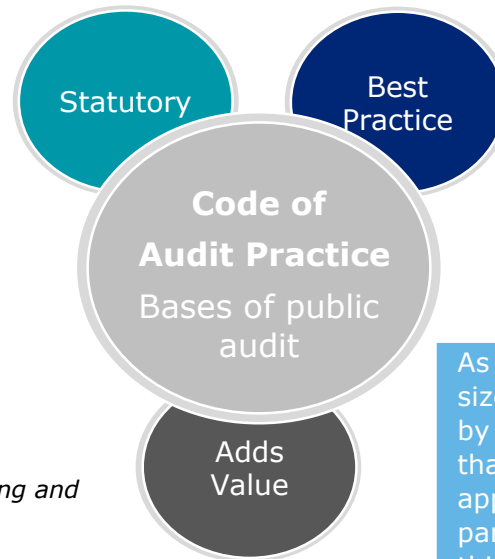 Statutory
Best
Practice
Code of
Audit Practice
Bases of public
audit
Adds
Value
ng and
As
size
by
tha
app
par